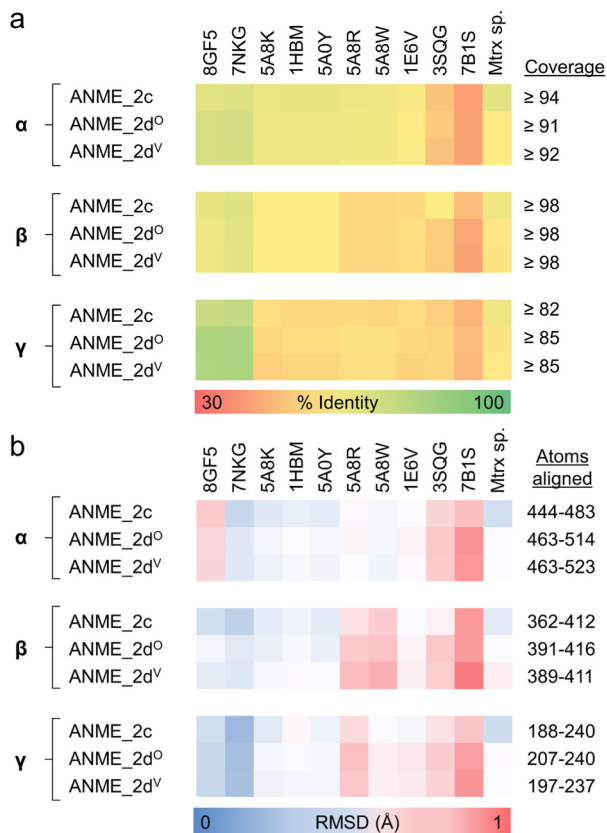 a
8GF5 7NKG 5A8K 1HBM 5A0Y 5A8R 5A8W 1E6V 3SQG 7B1S Mtrx sp. Coverage
α
ANME_2c ≥ 94
ANME_2dᴼ ≥ 91
ANME_2dⱽ ≥ 92
β
ANME_2c ≥ 98
ANME_2dᴼ ≥ 98
ANME_2dⱽ ≥ 98
γ
ANME_2c ≥ 82
ANME_2dᴼ ≥ 85
ANME_2dⱽ ≥ 85
30 % Identity 100
b
8GF5 7NKG 5A8K 1HBM 5A0Y 5A8R 5A8W 1E6V 3SQG 7B1S Mtrx sp. Atoms
aligned
α
ANME_2c 444-483
ANME_2dᴼ 463-514
ANME_2dⱽ 463-523
β
ANME_2c 362-412
ANME_2dᴼ 391-416
ANME_2dⱽ 389-411
γ
ANME_2c 188-240
ANME_2dᴼ 207-240
ANME_2dⱽ 197-237
0 RMSD (Å) 1